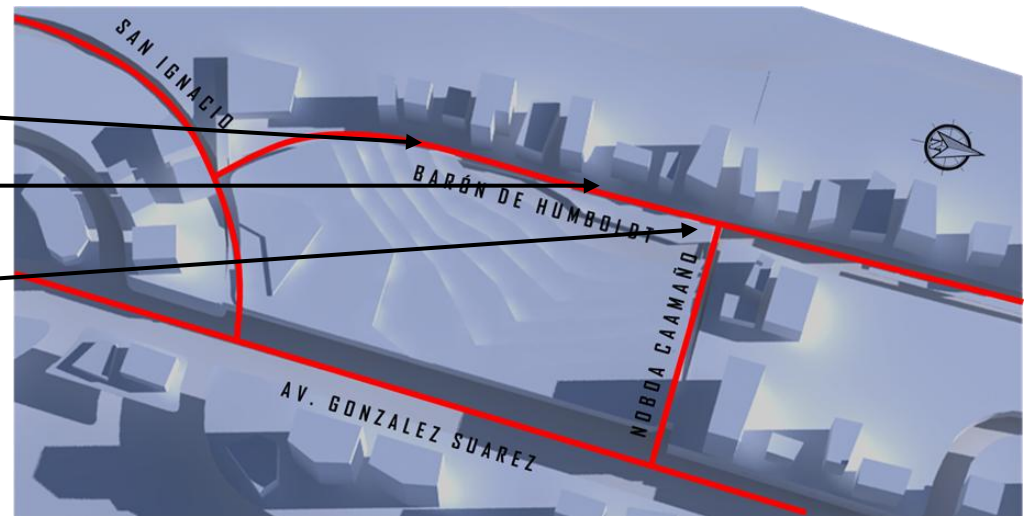 SAN IGNACIO
BARÓN DE HUMBOLDT
NOBOA CAAMAÑO
AV. GONZALEZ SUAREZ